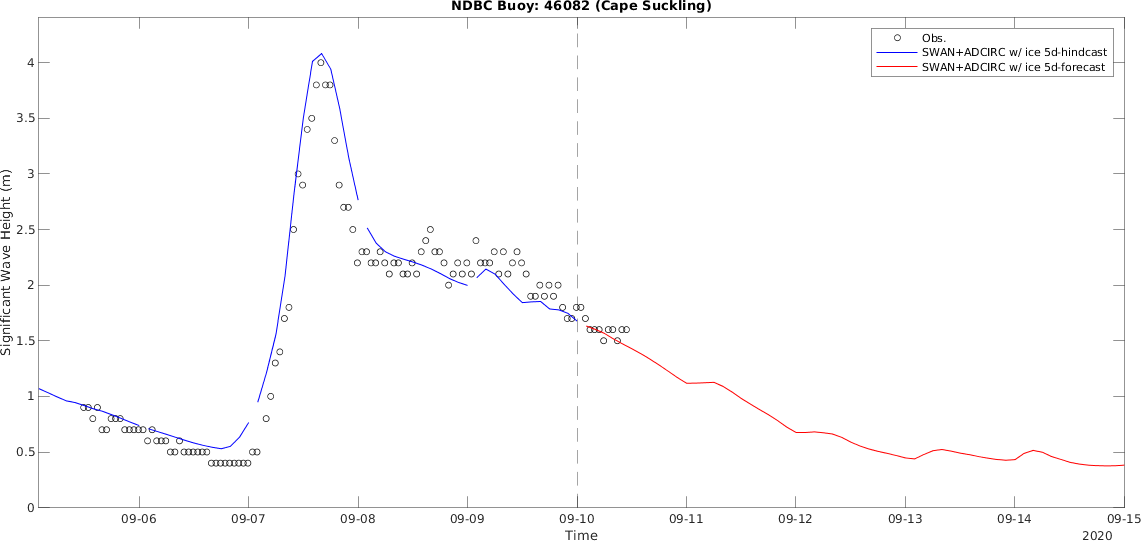 NDBC Buoy: 46082 (Cape Suckling)
Obs.
SWAN+ADCIRC w/ ice 5d-hindcast
SWAN+ADCIRC w/ ice 5d-forecast
Significant Wave Height (m)
4
3.5
3
2.5
2
1.5
1
0.5
0
09-06 09-07 09-08 09-09 09-10 09-11 09-12 09-13 09-14 09-15
Time
2020